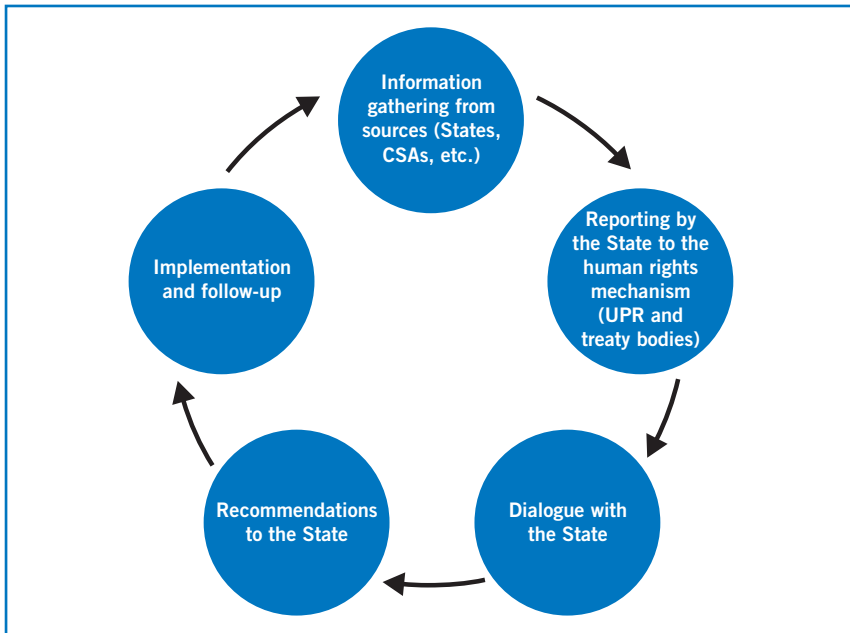 Information
gathering from
sources (States,
CSAs, etc.)
Reporting by
the State to the
human rights
mechanism
(UPR and
treaty bodies)
Dialogue with
the State
Recommendations
to the State
Implementation
and follow-up